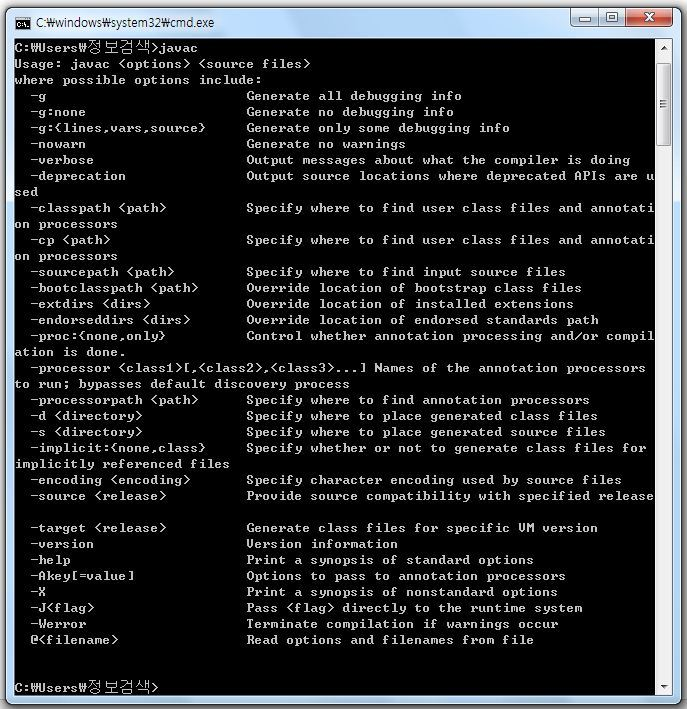 C:₩windows₩system32₩cmd.exe
C:₩Users₩정보검색>javac
Usage: javac <options> <source files>
where possible options include:
  -g                         Generate all debugging info
  -g:none                    Generate no debugging info
  -g:{lines,vars,source}     Generate only some debugging info
  -nowarn                    Generate no warnings
  -verbose                   Output messages about what the compiler is doing
  -deprecation               Output source locations where deprecated APIs are u
sed
  -classpath <path>          Specify where to find user class files and annotati
on processors
  -cp <path>                 Specify where to find user class files and annotati
on processors
  -sourcepath <path>         Specify where to find input source files
  -bootclasspath <path>      Override location of bootstrap class files
  -extdirs <dirs>            Override location of installed extensions
  -endorseddirs <dirs>       Override location of endorsed standards path
  -proc:{none,only}          Control whether annotation processing and/or compil
ation is done.
  -processor <class1>[,<class2>,<class3>...] Names of the annotation processors
to run; bypasses default discovery process
  -processorpath <path>      Specify where to find annotation processors
  -d <directory>             Specify where to place generated class files
  -s <directory>             Specify where to place generated source files
  -implicit:{none,class}     Specify whether or not to generate class files for
implicitly referenced files
  -encoding <encoding>       Specify character encoding used by source files
  -source <release>          Provide source compatibility with specified release
  -target <release>          Generate class files for specific VM version
  -version                   Version information
  -help                      Print a synopsis of standard options
  -Akey[=value]              Options to pass to annotation processors
  -X                         Print a synopsis of nonstandard options
  -J<flag>                   Pass <flag> directly to the runtime system
  -Werror                    Terminate compilation if warnings occur
  @<filename>                Read options and filenames from file
C:₩Users₩정보검색>